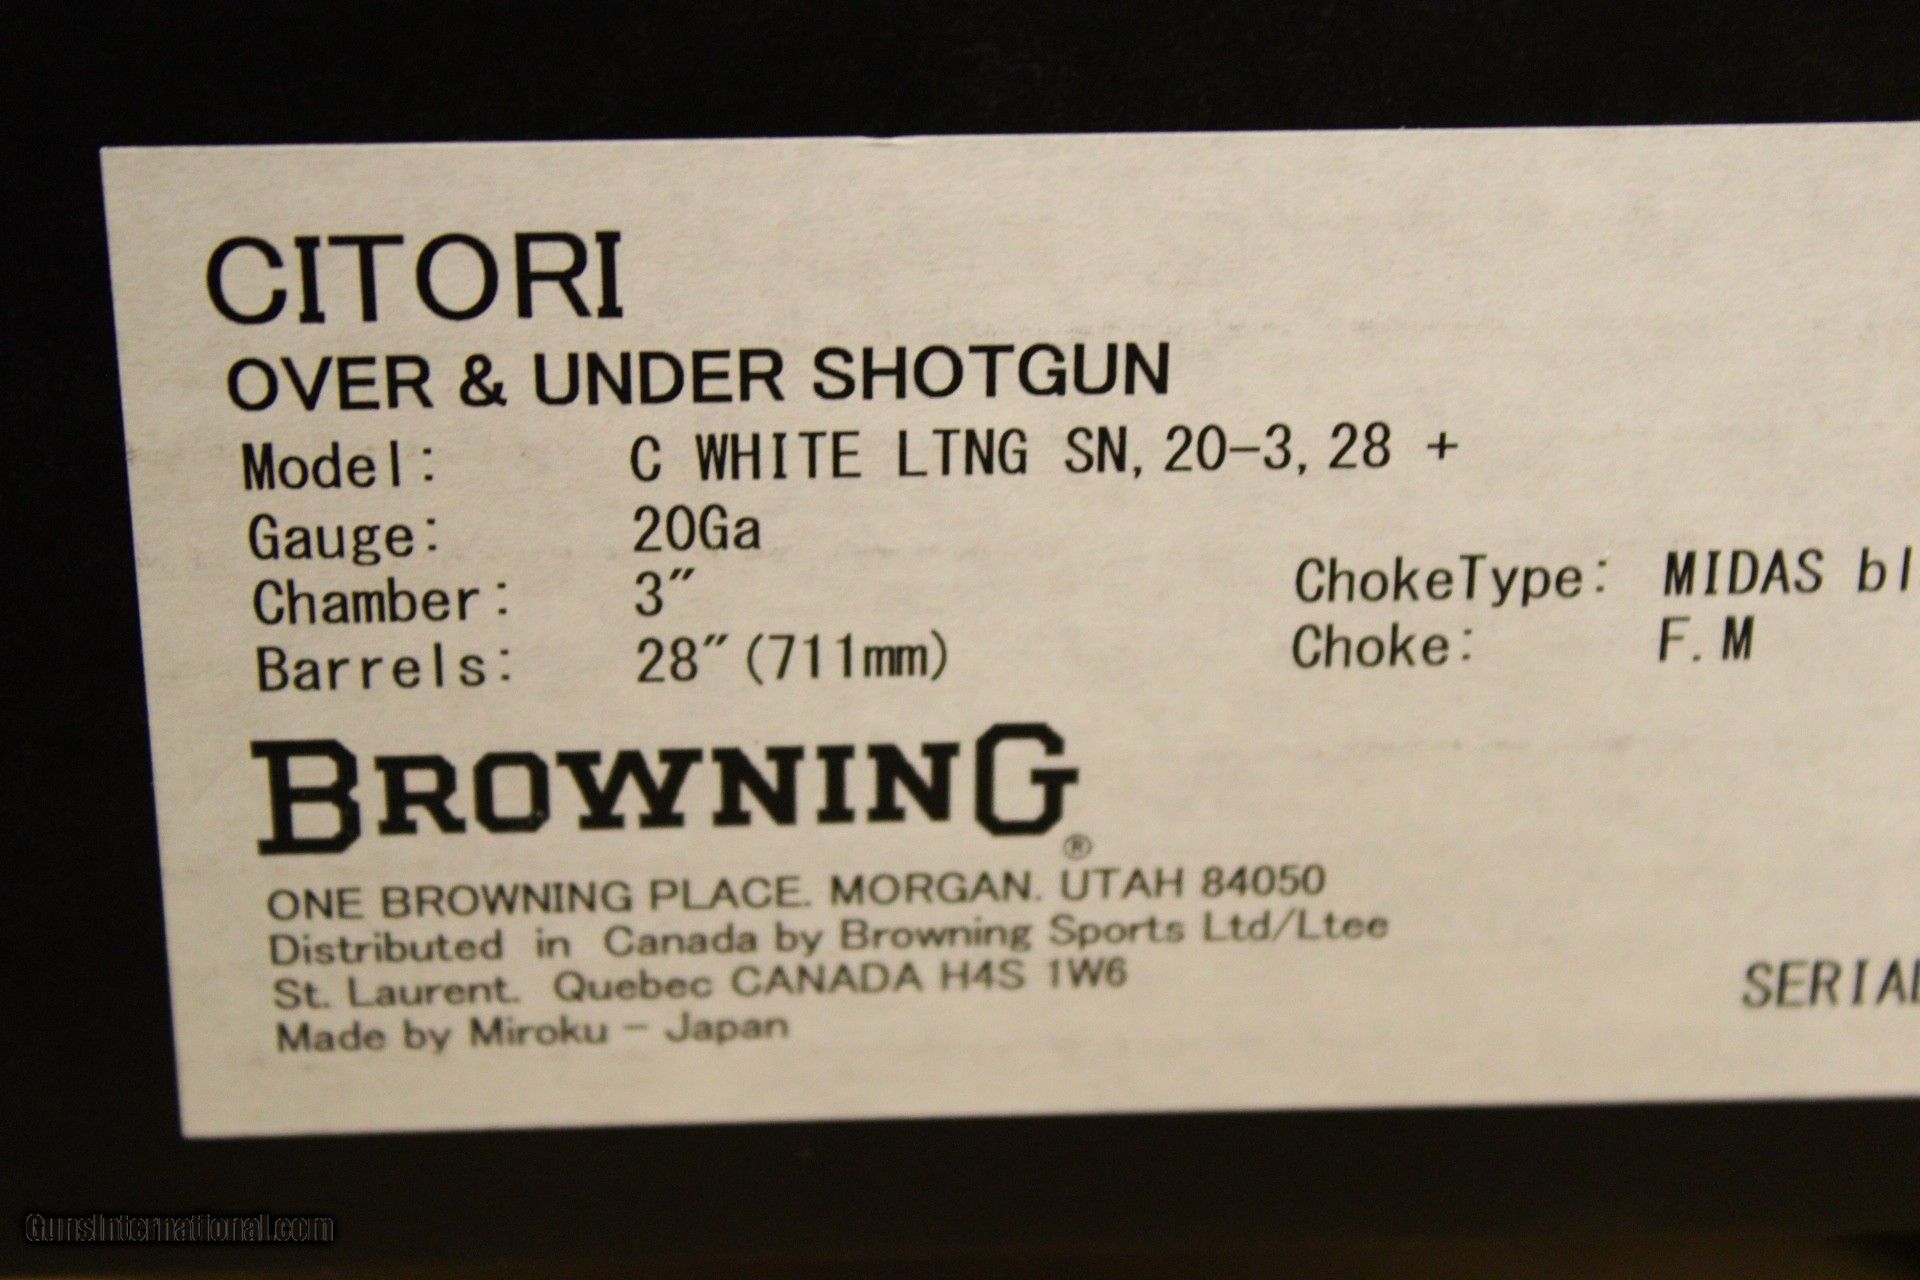 CITORI
OVER & UNDER SHOTGUN
Model: C WHITE LTNG SN, 20-3, 28 +
Gauge: 20Ga
Chamber: 3" ChokeType: MIDAS bl
Barrels: 28" (711mm) Choke: F.M
BROWNING®
ONE BROWNING PLACE. MORGAN. UTAH 84050
Distributed in Canada by Browning Sports Ltd/Ltee
St. Laurent. Quebec CANADA H4S 1W6
Made by Miroku - Japan
SERIAL
GunsInternational.com